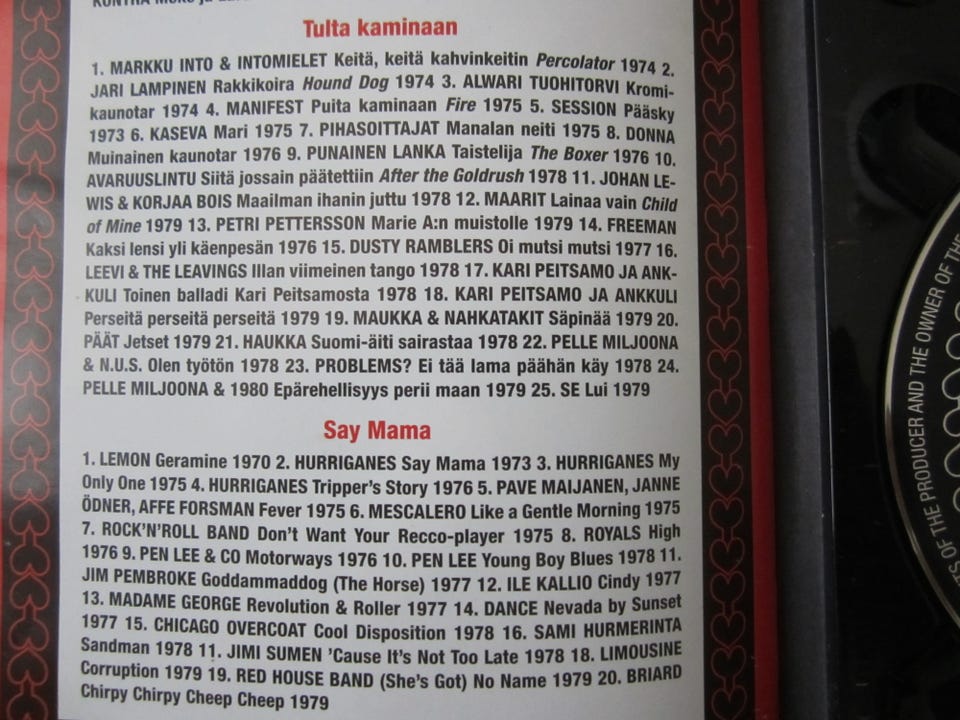 Tulta kaminaan
1. MARKKU INTO & INTOMIELET Keitä, keitä kahvinkeitin Percolator 1974 2.
JARI LAMPINEN Rakkikoira Hound Dog 1974 3. ALWARI TUOHITORVI Kromi-
kaunotar 1974 4. MANIFEST Puita kaminaan Fire 1975 5. SESSION Pääsky
1973 6. KASEVA Mari 1975 7. PIHASOITTAJAT Manalan neiti 1975 8. DONNA
Muinainen kaunotar 1976 9. PUNAINEN LANKA Taistelija The Boxer 1976 10.
AVARUUSLINTU Siitä jossain päätettiin After the Goldrush 1978 11. JOHAN LE-
WIS & KORJAA BOIS Maailman ihanin juttu 1978 12. MAARIT Lainaa vain Child
of Mine 1979 13. PETRI PETTERSSON Marie A:n muistolle 1979 14. FREEMAN
Kaksi lensi yli käenpesän 1976 15. DUSTY RAMBLERS Oi mutsi mutsi 1977 16.
LEEVI & THE LEAVINGS Illan viimeinen tango 1978 17. KARI PEITSAMO JA ANK-
KULI Toinen balladi Kari Peitsamosta 1978 18. KARI PEITSAMO JA ANKKULI
Perseitä perseitä perseitä 1979 19. MAUKKA & NAHKATAKIT Säpinää 1979 20.
PÄÄT Jetset 1979 21. HAUKKA Suomi-äiti sairastaa 1978 22. PELLE MILJOONA
& N.U.S. Olen työtön 1978 23. PROBLEMS? Ei tää lama päähän käy 1978 24.
PELLE MILJOONA & 1980 Epärehellisyys perii maan 1979 25. SE Lui 1979
Say Mama
1. LEMON Geramine 1970 2. HURRIGANES Say Mama 1973 3. HURRIGANES My
Only One 1975 4. HURRIGANES Tripper's Story 1976 5. PAVE MAIJANEN, JANNE
ÖDNER, AFFE FORSMAN Fever 1975 6. MESCALERO Like a Gentle Morning 1975
7. ROCK'N'ROLL BAND Don't Want Your Recco-player 1975 8. ROYALS High
1976 9. PEN LEE & CO Motorways 1976 10. PEN LEE Young Boy Blues 1978 11.
JIM PEMBROKE Goddammaddog (The Horse) 1977 12. ILE KALLIO Cindy 1977
13. MADAME GEORGE Revolution & Roller 1977 14. DANCE Nevada by Sunset
1977 15. CHICAGO OVERCOAT Cool Disposition 1978 16. SAMI HURMERINTA
Sandman 1978 11. JIMI SUMEN 'Cause It's Not Too Late 1978 18. LIMOUSINE
Corruption 1979 19. RED HOUSE BAND (She's Got) No Name 1979 20. BRIARD
Chirpy Chirpy Cheep Cheep 1979
OF THE PRODUCER AND THE OWNER OF THE